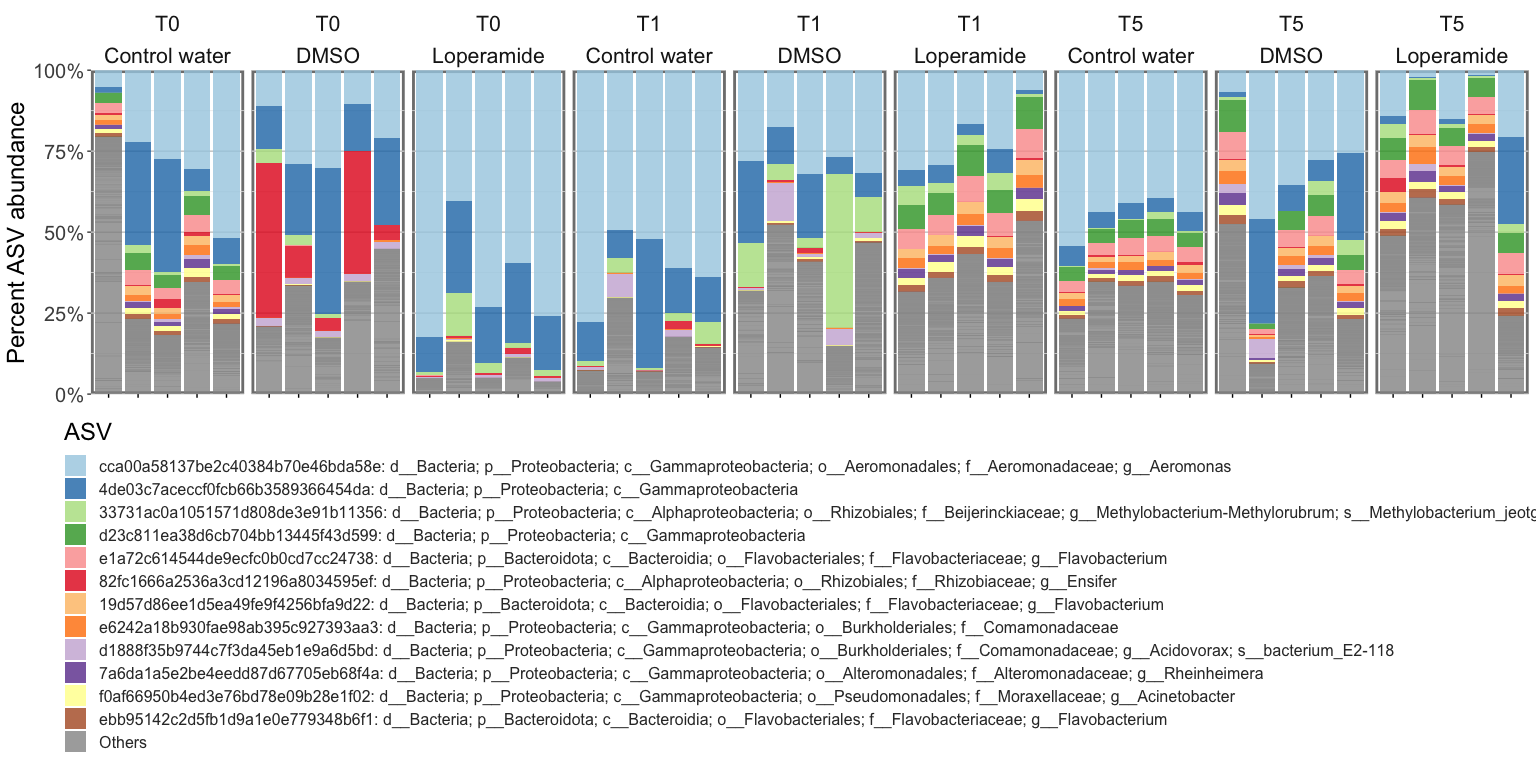 T0 T0 T0 T1 T1 T1 T5 T5 T5
Control water DMSO Loperamide Control water DMSO Loperamide Control water DMSO Loperamide
Percent ASV abundance
100%
75%
50%
25%
0%
ASV
cca00a58137be2c40384b70e46bda58e: d__Bacteria; p__Proteobacteria; c__Gammaproteobacteria; o__Aeromonadales; f__Aeromonadaceae; g__Aeromonas
4de03c7aceccf0fcb66b3589366454da: d__Bacteria; p__Proteobacteria; c__Gammaproteobacteria
33731ac0a1051571d808de3e91b11356: d__Bacteria; p__Proteobacteria; c__Alphaproteobacteria; o__Rhizobiales; f__Beijerinckiaceae; g__Methylobacterium-Methylorubrum; s__Methylobacterium_jeotg
d23c811ea38d6cb704bb13445f43d599: d__Bacteria; p__Proteobacteria; c__Gammaproteobacteria
e1a72c614544de9ecfc0b0cd7cc24738: d__Bacteria; p__Bacteroidota; c__Bacteroidia; o__Flavobacteriales; f__Flavobacteriaceae; g__Flavobacterium
82fc1666a2536a3cd12196a8034595ef: d__Bacteria; p__Proteobacteria; c__Alphaproteobacteria; o__Rhizobiales; f__Rhizobiaceae; g__Ensifer
19d57d86ee1d5ea49fe9f4256bfa9d22: d__Bacteria; p__Bacteroidota; c__Bacteroidia; o__Flavobacteriales; f__Flavobacteriaceae; g__Flavobacterium
e6242a18b930fae98ab395c927393aa3: d__Bacteria; p__Proteobacteria; c__Gammaproteobacteria; o__Burkholderiales; f__Comamonadaceae
d1888f35b9744c7f3da45eb1e9a6d5bd: d__Bacteria; p__Proteobacteria; c__Gammaproteobacteria; o__Burkholderiales; f__Comamonadaceae; g__Acidovorax; s__bacterium_E2-118
7a6da1a5e2be4eedd87d67705eb68f4a: d__Bacteria; p__Proteobacteria; c__Gammaproteobacteria; o__Alteromonadales; f__Alteromonadaceae; g__Rheinheimera
f0af66950b4ed3e76bd78e09b28e1f02: d__Bacteria; p__Proteobacteria; c__Gammaproteobacteria; o__Pseudomonadales; f__Moraxellaceae; g__Acinetobacter
ebb95142c2d5fb1d9a1e0e779348b6f1: d__Bacteria; p__Bacteroidota; c__Bacteroidia; o__Flavobacteriales; f__Flavobacteriaceae; g__Flavobacterium
Others